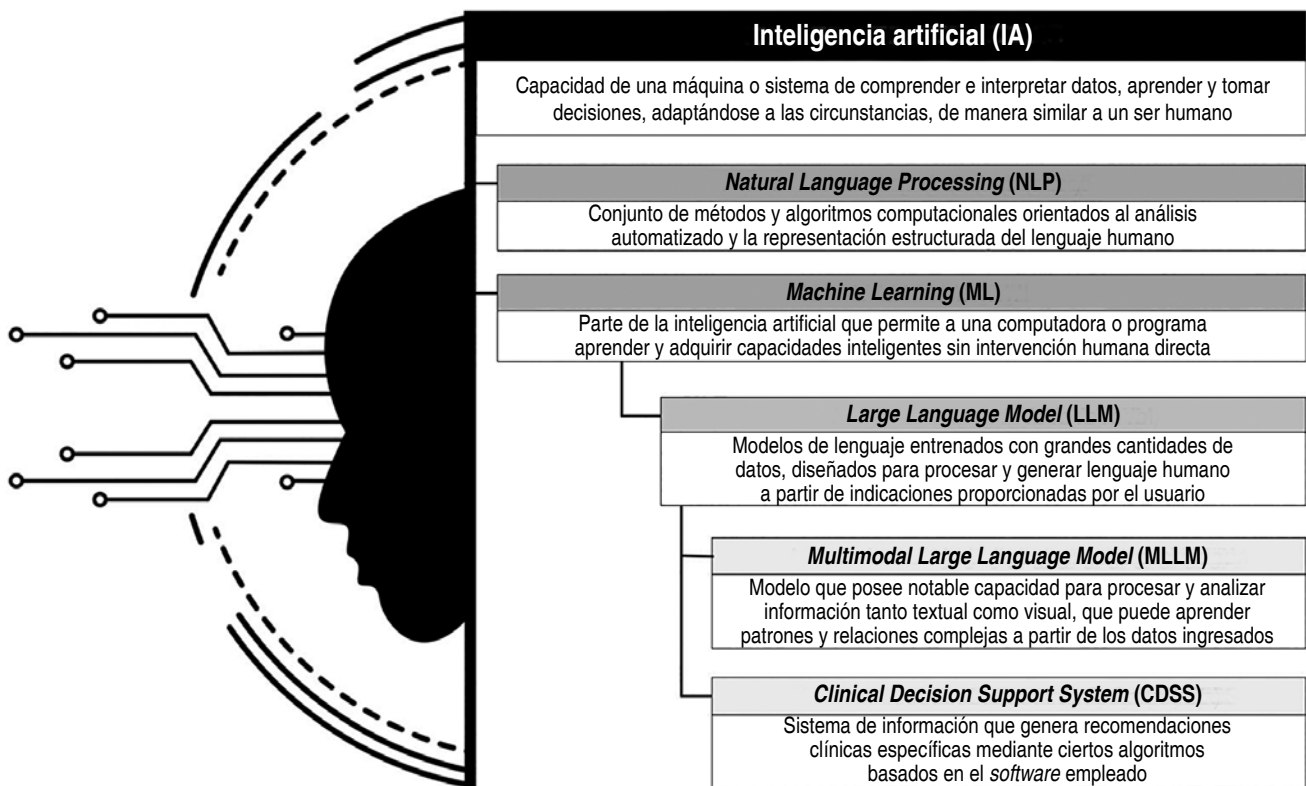 Inteligencia artificial (IA)
Capacidad de una máquina o sistema de comprender e interpretar datos, aprender y tomar
decisiones, adaptándose a las circunstancias, de manera similar a un ser humano
Natural Language Processing (NLP)
Conjunto de métodos y algoritmos computacionales orientados al análisis
automatizado y la representación estructurada del lenguaje humano
Machine Learning (ML)
Parte de la inteligencia artificial que permite a una computadora o programa
aprender y adquirir capacidades inteligentes sin intervención humana directa
Large Language Model (LLM)
Modelos de lenguaje entrenados con grandes cantidades de
datos, diseñados para procesar y generar lenguaje humano
a partir de indicaciones proporcionadas por el usuario
Multimodal Large Language Model (MLLM)
Modelo que posee notable capacidad para procesar y analizar
información tanto textual como visual, que puede aprender
patrones y relaciones complejas a partir de los datos ingresados
Clinical Decision Support System (CDSS)
Sistema de información que genera recomendaciones
clínicas específicas mediante ciertos algoritmos
basados en el software empleado